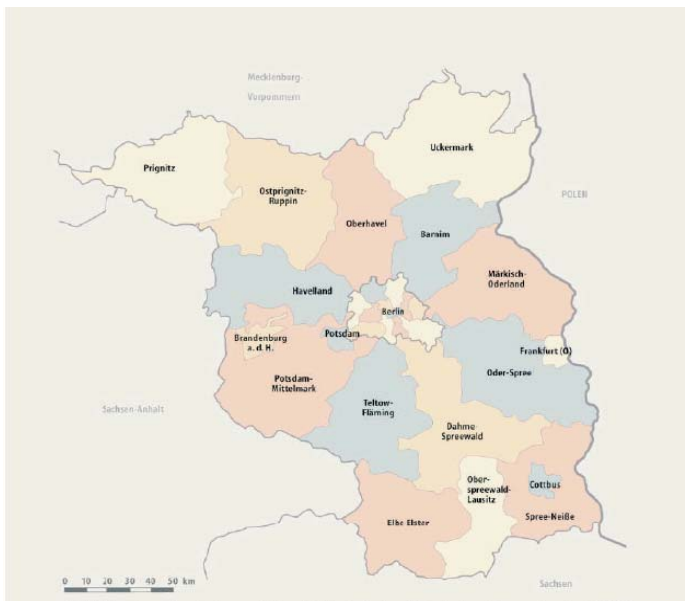 Mecklenburg-
Vorpommern
Uckermark
Prignitz
Ostprignitz-
Ruppin
POLEN
Oberhavel
Barnim
Märkisch-
Oderland
Havelland
Berlin
Brandenburg
a. d. H.
Potsdam
Frankfurt (O)
Oder-Spree
Potsdam-
Mittelmark
Teltow-
Fläming
Sachsen-Anhalt
Dahme-
Spreewald
Ober-
spreewald-
Lausitz
Cottbus
Elbe Elster
Spree-Neiße
0 10 20 30 40 50 km
Sachsen